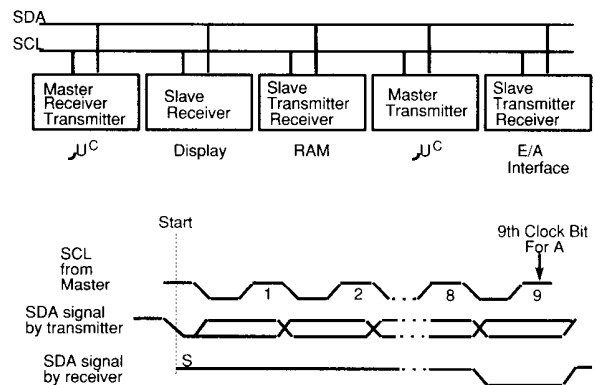 SDA
SCL
Master
Receiver
Transmitter
Slave
Receiver
Slave
Transmitter
Receiver
Master
Transmitter
Slave
Transmitter
Receiver
μC
Display
RAM
μC
E/A
Interface
Start
9th Clock Bit
For A
SCL
from
Master
1
2
8
9
SDA signal
by transmitter
SDA signal
by receiver
S